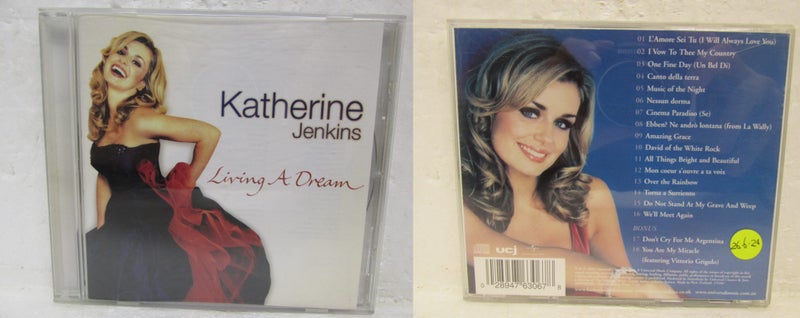 Katherine
Jenkins
Living A Dream
01 L'Amore Sei Tu (I Will Always Love You)
02 I Vow To Thee My Country
03 One Fine Day (Un Bel Di)
04 Canto della terra
05 Music of the Night
06 Nessun dorma
07 Cinema Paradiso (Se)
08 Ebben? Ne andrò lontana (from La Wally)
09 Amazing Grace
10 David of the White Rock
11 All Things Bright and Beautiful
12 Mon coeur s'ouvre a ta voix
13 Over the Rainbow
14 Torna a Surriento
15 Do Not Stand At My Grave And Weep
16 We'll Meet Again
BONUS
17 Don't Cry For Me Argentina
18 You Are My Miracle
(featuring Vittorio Grigolo)
ucj
0 28947 63067 8